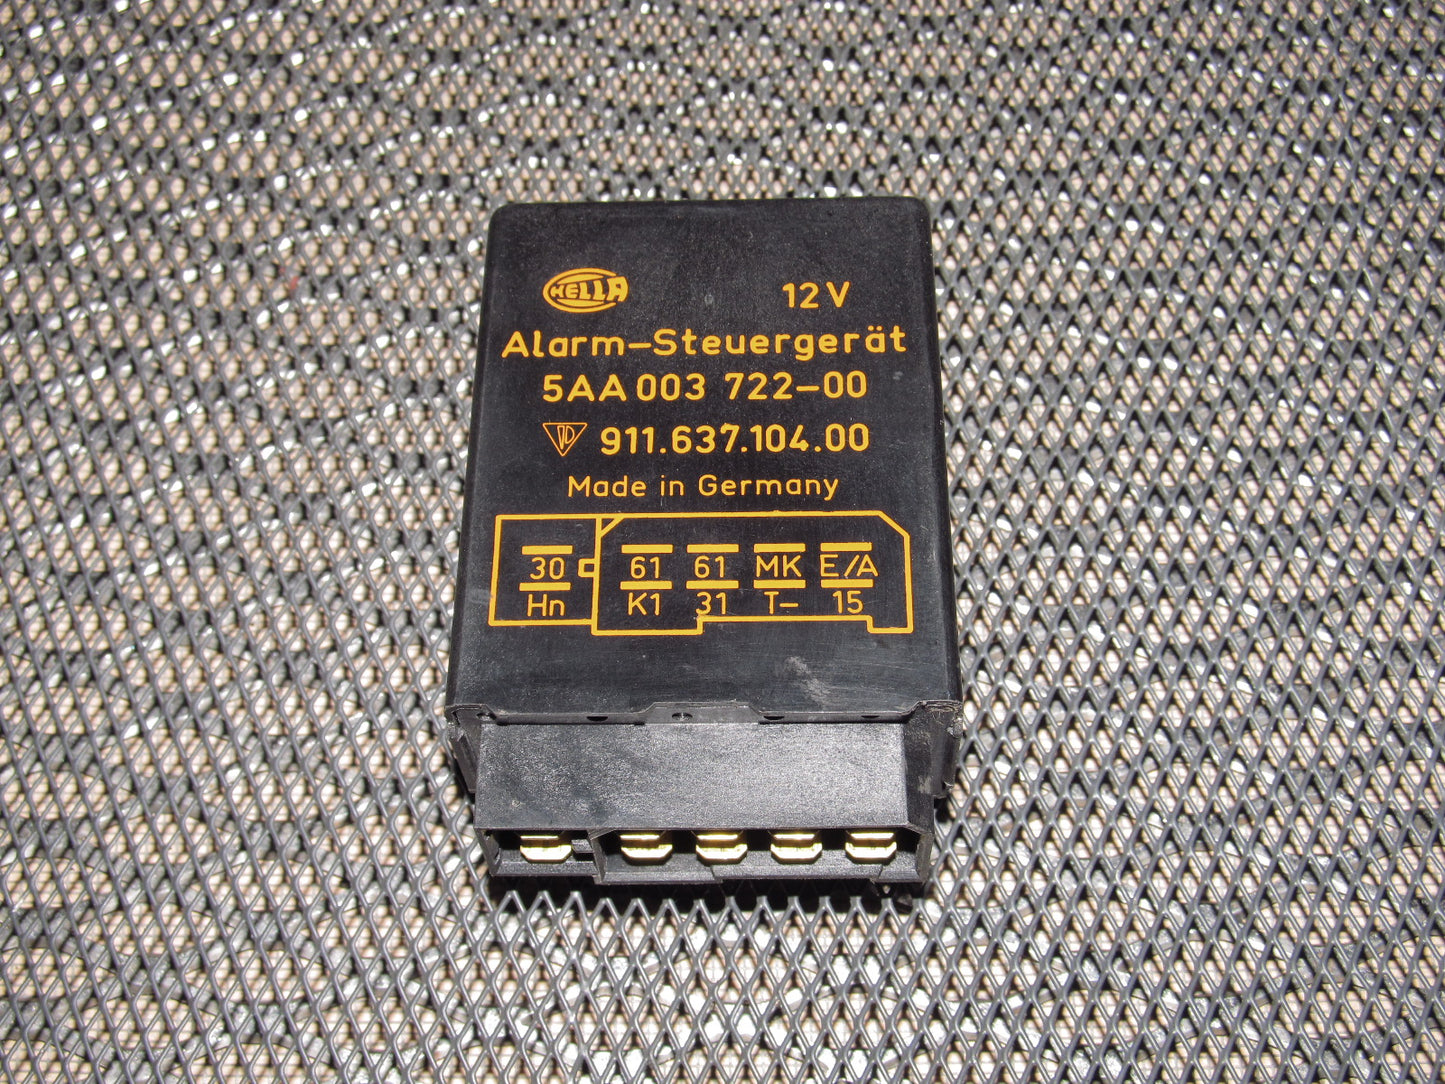 HELLA 12V
Alarm–Steuergerät
5AA 003 722–00
911.637.104.00
Made in Germany
30 61 61 MK E/A
Hn K1 31 T– 15